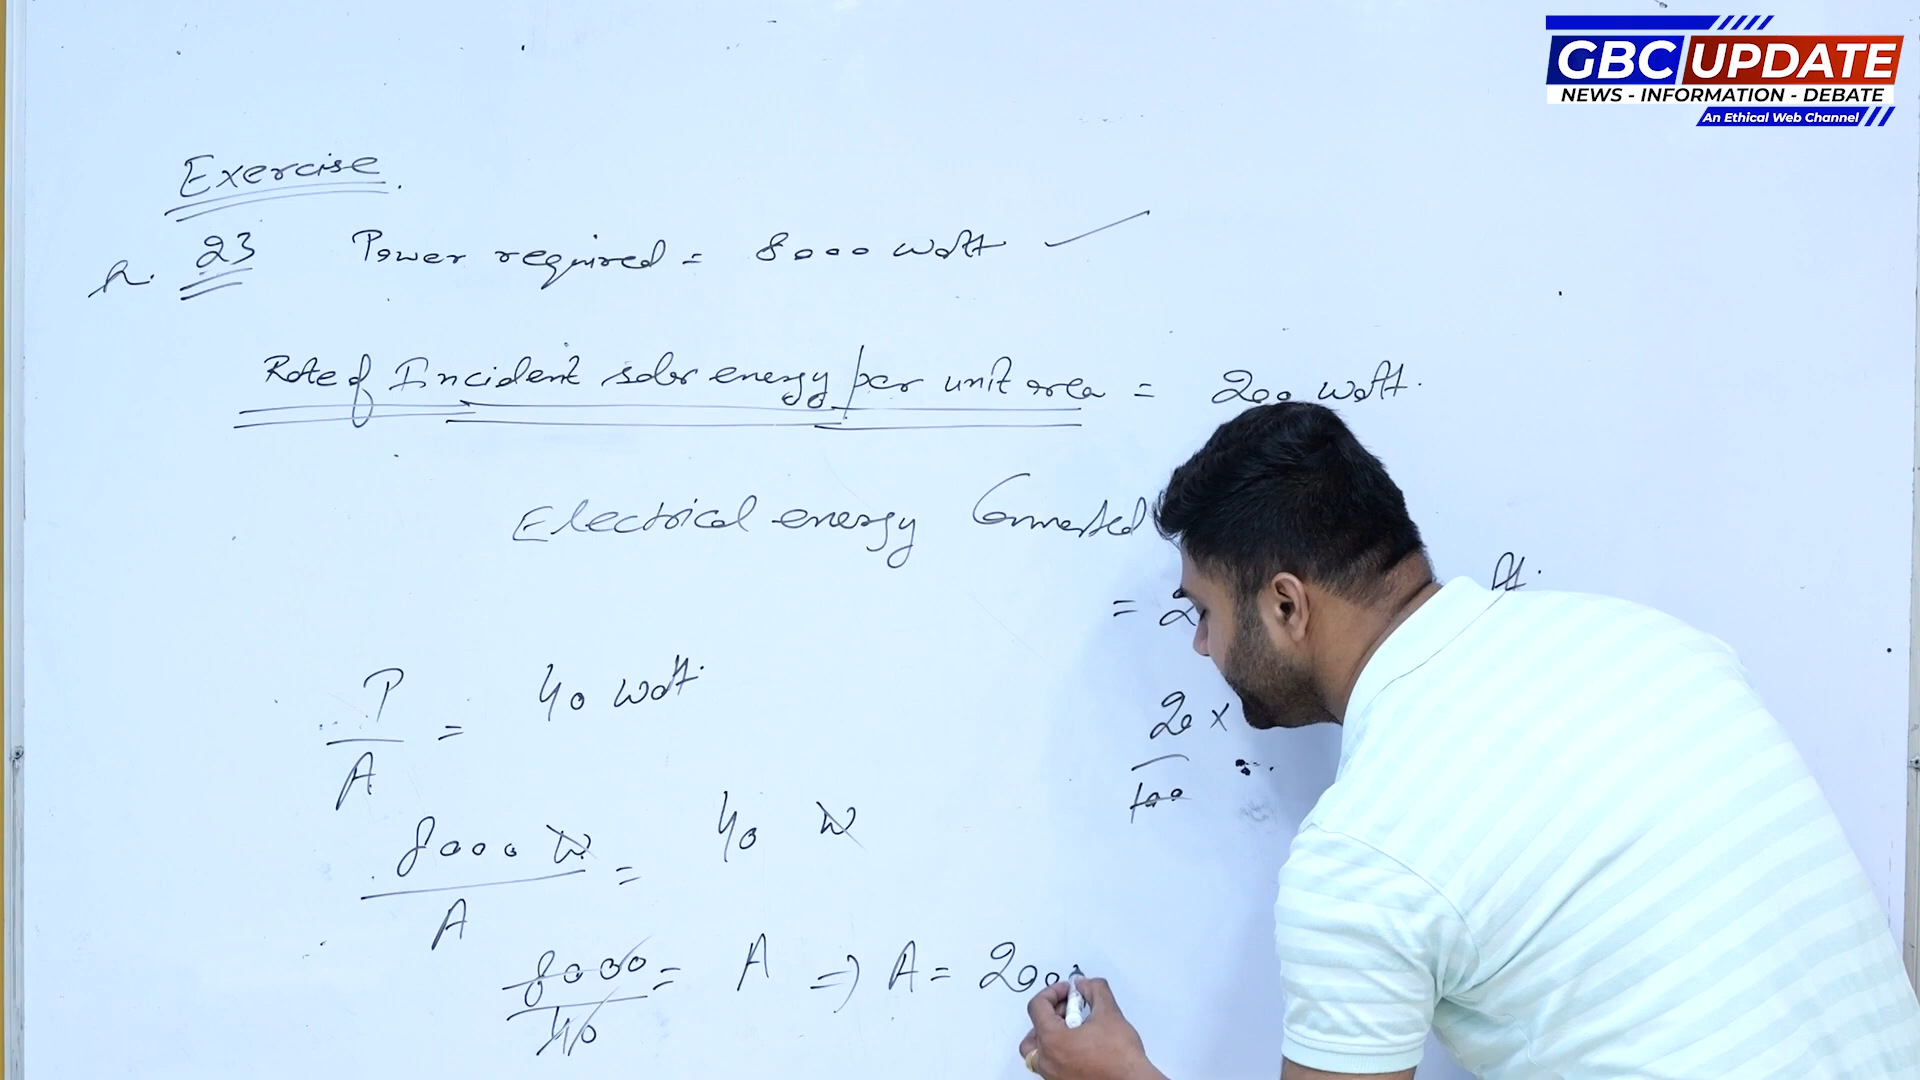 GBC UPDATE
NEWS - INFORMATION - DEBATE
An Ethical Web Channel
Exercise.
23 Power required = 8000 watt
Rate of Incident solar energy / per unit area = 200 watt.
Electrical energy Converted
= 2
P/A = 40 watt.
20 x
100
8000 w/A = 40 w
8000/40 = A => A = 200